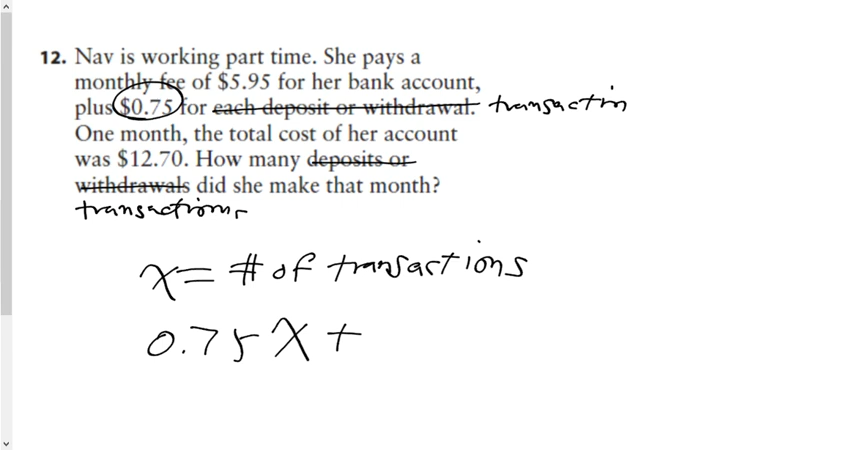 12. Nav is working part time. She pays a
monthly fee of $5.95 for her bank account,
plus $0.75 for each deposit or withdrawal. transactin
One month, the total cost of her account
was $12.70. How many deposits or
withdrawals did she make that month?
transactions
x = # of transactions
0.75x +